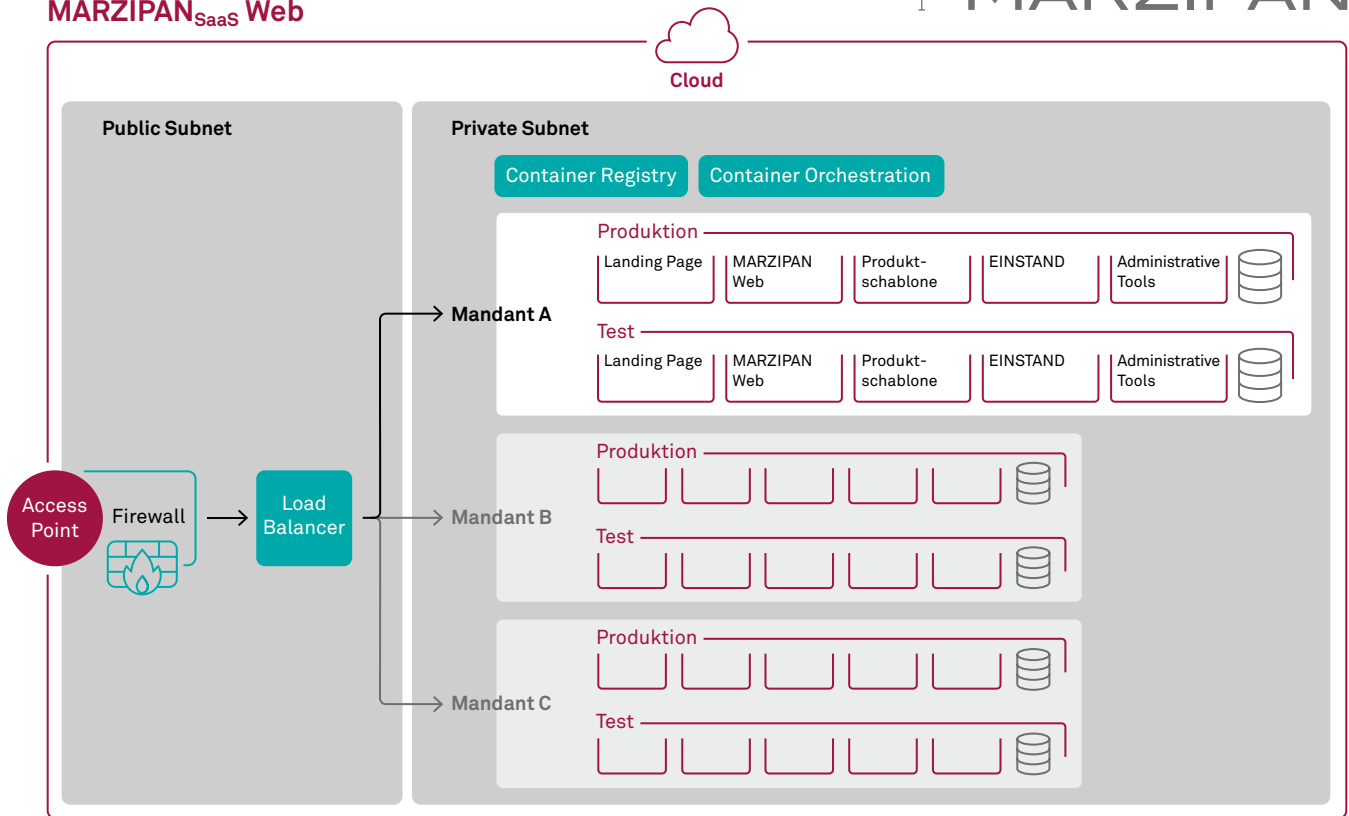 MARZIPANSaaS Web
MARZIPAN
Cloud
Public Subnet
Private Subnet
Container Registry
Container Orchestration
Produktion
Landing Page
MARZIPAN
Web
Produkt-
schablone
EINSTAND
Administrative
Tools
Mandant A
Test
Landing Page
MARZIPAN
Web
Produkt-
schablone
EINSTAND
Administrative
Tools
Access
Point
Firewall
Load
Balancer
Produktion
Mandant B
Test
Produktion
Mandant C
Test